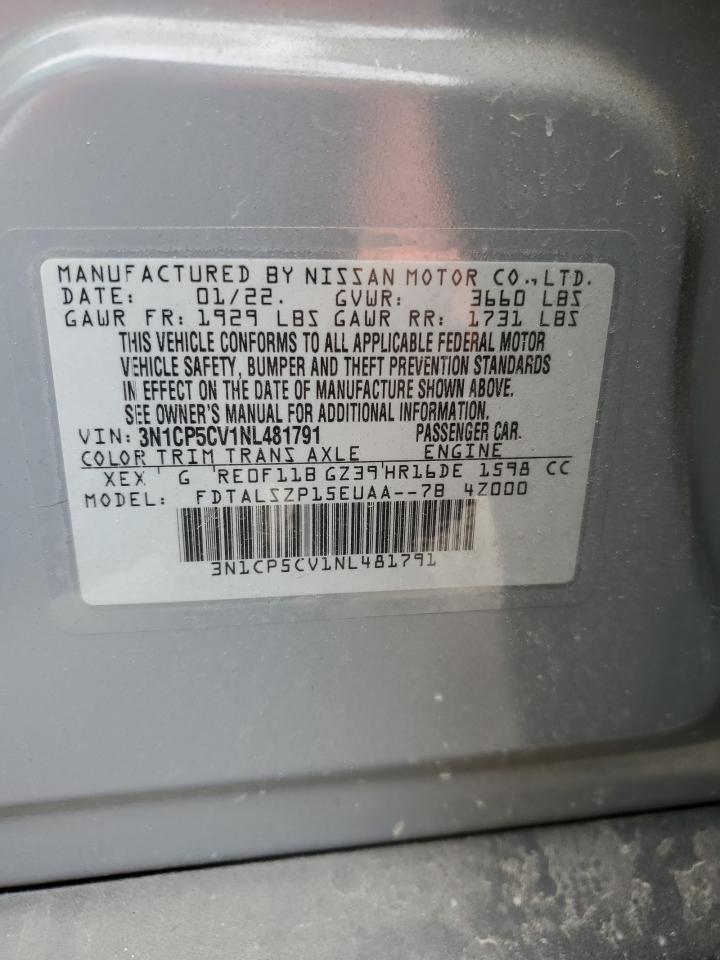 MANUFACTURED BY NISSAN MOTOR CO.,LTD.
DATE: 01/22. GVWR: 3660 LBS
GAWR FR: 1929 LBS GAWR RR: 1731 LBS
THIS VEHICLE CONFORMS TO ALL APPLICABLE FEDERAL MOTOR
VEHICLE SAFETY, BUMPER AND THEFT PREVENTION STANDARDS
IN EFFECT ON THE DATE OF MANUFACTURE SHOWN ABOVE.
SEE OWNER'S MANUAL FOR ADDITIONAL INFORMATION.
VIN: 3N1CP5CV1NL481791 PASSENGER CAR.
COLOR TRIM TRANS AXLE ENGINE
XEX' G 'RE0F11B GZ39'HR16DE 1598 CC
MODEL: FDTALSZP15EUAA--7B 4Z000
3N1CP5CV1NL481791